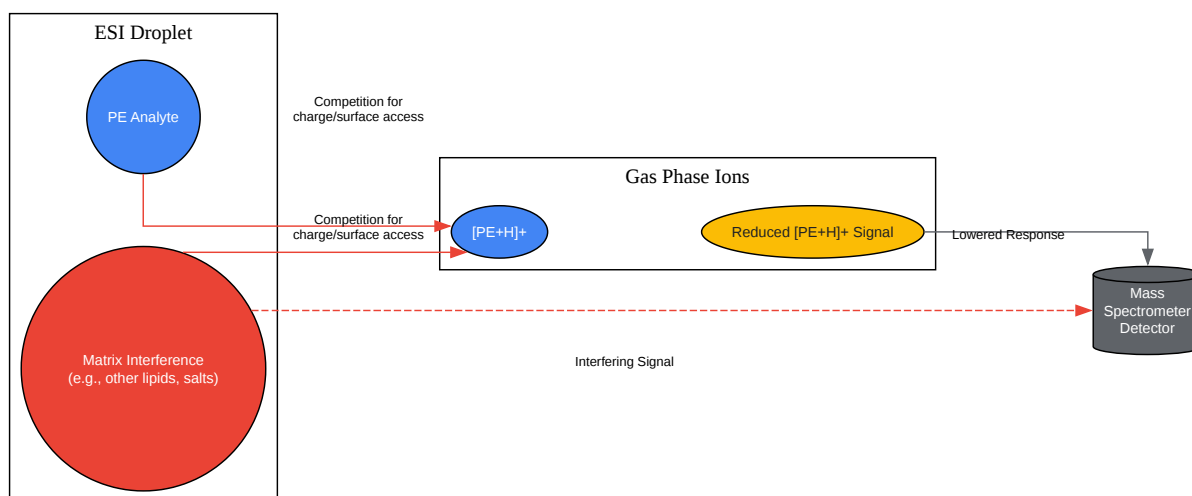 ESI Droplet
PE Analyte
Competition for
charge/surface access
Gas Phase Ions
Competition for
charge/surface access
[PE+H]+
Reduced [PE+H]+ Signal
Lowered Response
Mass
Spectrometer
Detector
Matrix Interference
(e.g., other lipids, salts)
Interfering Signal